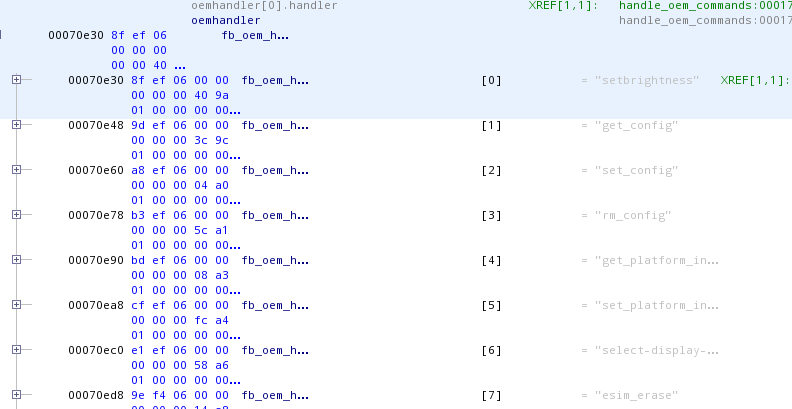 oemhandler[0].handler XREF[1,1]: handle_oem_commands:00017
oemhandler handle_oem_commands:00017
00070e30 8f ef 06 fb_oem_h...
00 00 00
00 00 40 ...
00070e30 8f ef 06 00 00 fb_oem_h... [0] = "setbrightness" XREF[1,1]:
00 00 00 40 9a
01 00 00 00 00...
00070e48 9d ef 06 00 00 fb_oem_h... [1] = "get_config"
00 00 00 3c 9c
01 00 00 00 00...
00070e60 a8 ef 06 00 00 fb_oem_h... [2] = "set_config"
00 00 00 04 a0
01 00 00 00 00...
00070e78 b3 ef 06 00 00 fb_oem_h... [3] = "rm_config"
00 00 00 5c a1
01 00 00 00 00...
00070e90 bd ef 06 00 00 fb_oem_h... [4] = "get_platform_in...
00 00 00 08 a3
01 00 00 00 00...
00070ea8 cf ef 06 00 00 fb_oem_h... [5] = "set_platform_in...
00 00 00 fc a4
01 00 00 00 00...
00070ec0 e1 ef 06 00 00 fb_oem_h... [6] = "select-display-...
00 00 00 58 a6
01 00 00 00 00...
00070ed8 9e f4 06 00 00 fb_oem_h... [7] = "esim_erase"
00 00 00 14 a8